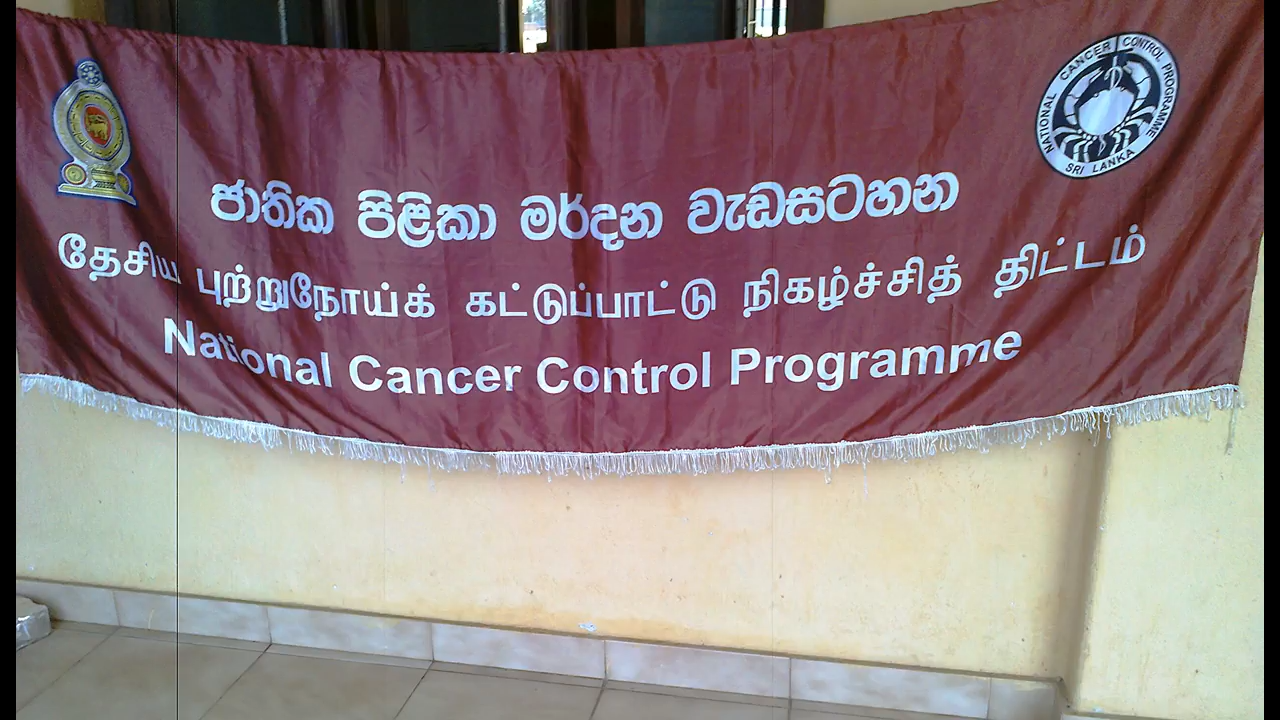 NATIONAL CANCER CONTROL PROGRAMME
SRI LANKA
ජාතික පිළිකා මර්දන වැඩසටහන
தேசிய புற்றுநோய்க் கட்டுப்பாட்டு நிகழ்ச்சித் திட்டம்
National Cancer Control Programme